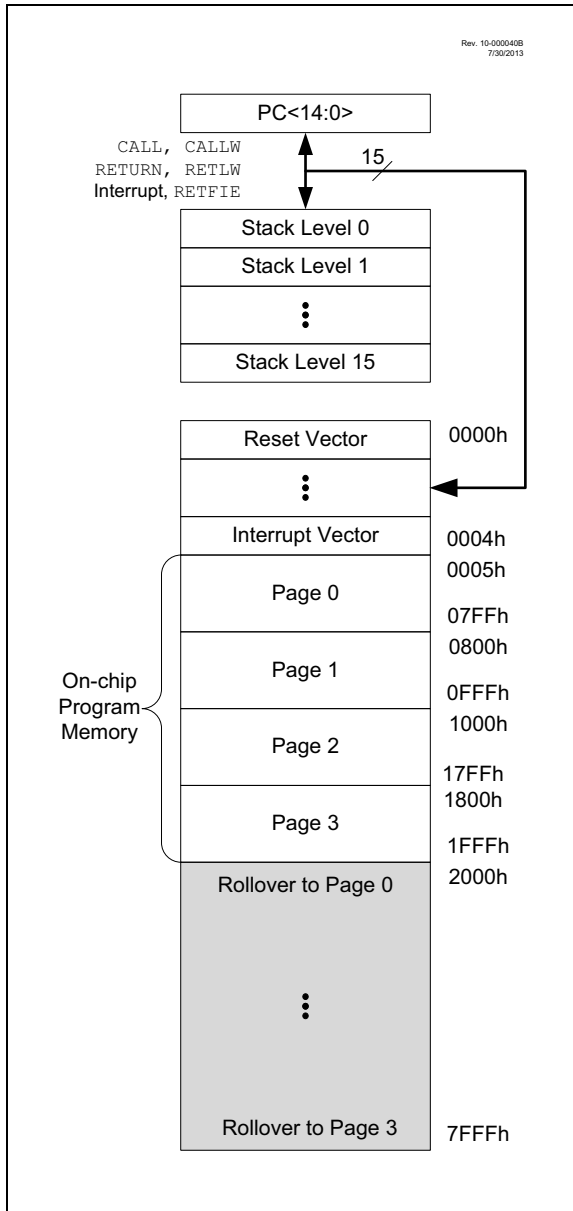 Rev. 10-000040B
7/30/2013
PC<14:0>
CALL, CALLW
RETURN, RETLW
Interrupt, RETFIE
15
Stack Level 0
Stack Level 1
Stack Level 15
Reset Vector
0000h
Interrupt Vector
0004h
0005h
Page 0
07FFh
0800h
Page 1
0FFFh
1000h
On-chip
Program
Memory
Page 2
17FFh
1800h
Page 3
1FFFh
2000h
Rollover to Page 0
Rollover to Page 3
7FFFh